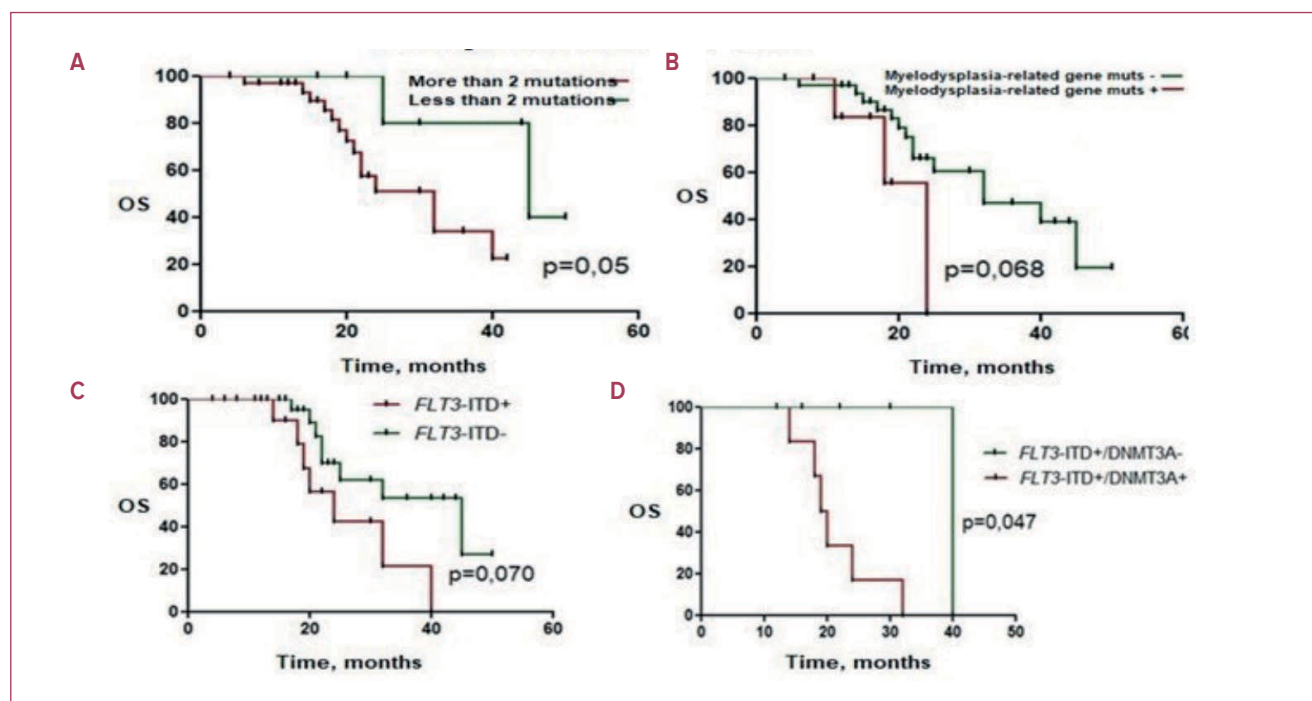 A
100
80
60
40
20
0
OS
More than 2 mutations
Less than 2 mutations
p=0,05
0 20 40 60
Time, months
B
100
80
60
40
20
0
OS
Myelodysplasia-related gene muts -
Myelodysplasia-related gene muts +
p=0,068
0 20 40 60
Time, months
C
100
80
60
40
20
0
OS
FLT3-ITD+
FLT3-ITD-
p=0,070
20 40 60
Time, months
D
100
80
60
40
20
0
OS
FLT3-ITD+/DNMT3A-
FLT3-ITD+/DNMT3A+
p=0,047
0 10 20 30 40 50
Time, months